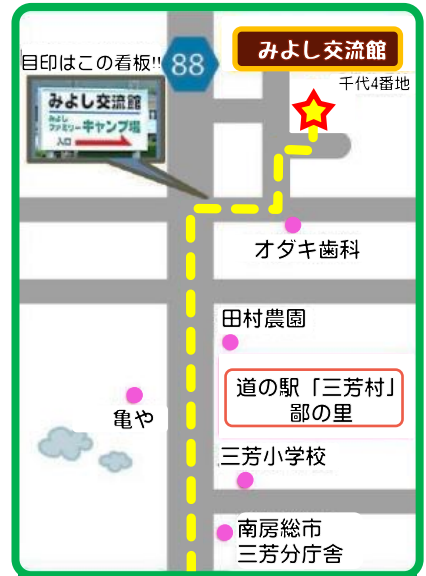 みよし交流館
千代4番地
目印はこの看板!!
88
みよし交流館
みよし
ファミリーキャンプ場
入口
オダキ歯科
田村農園
道の駅「三芳村」
鄙の里
亀や
三芳小学校
南房総市
三芳分庁舎